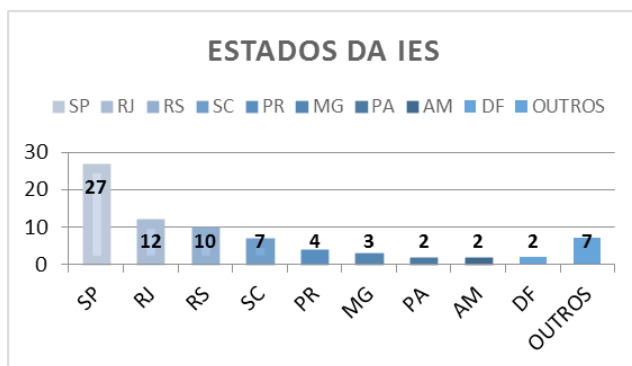 ESTADOS DA IES
SP RJ RS SC PR MG PA AM DF OUTROS
30
20
10
0
27 12 10 7 4 3 2 2 2 7
SP RJ RS SC PR MG PA AM DF OUTROS